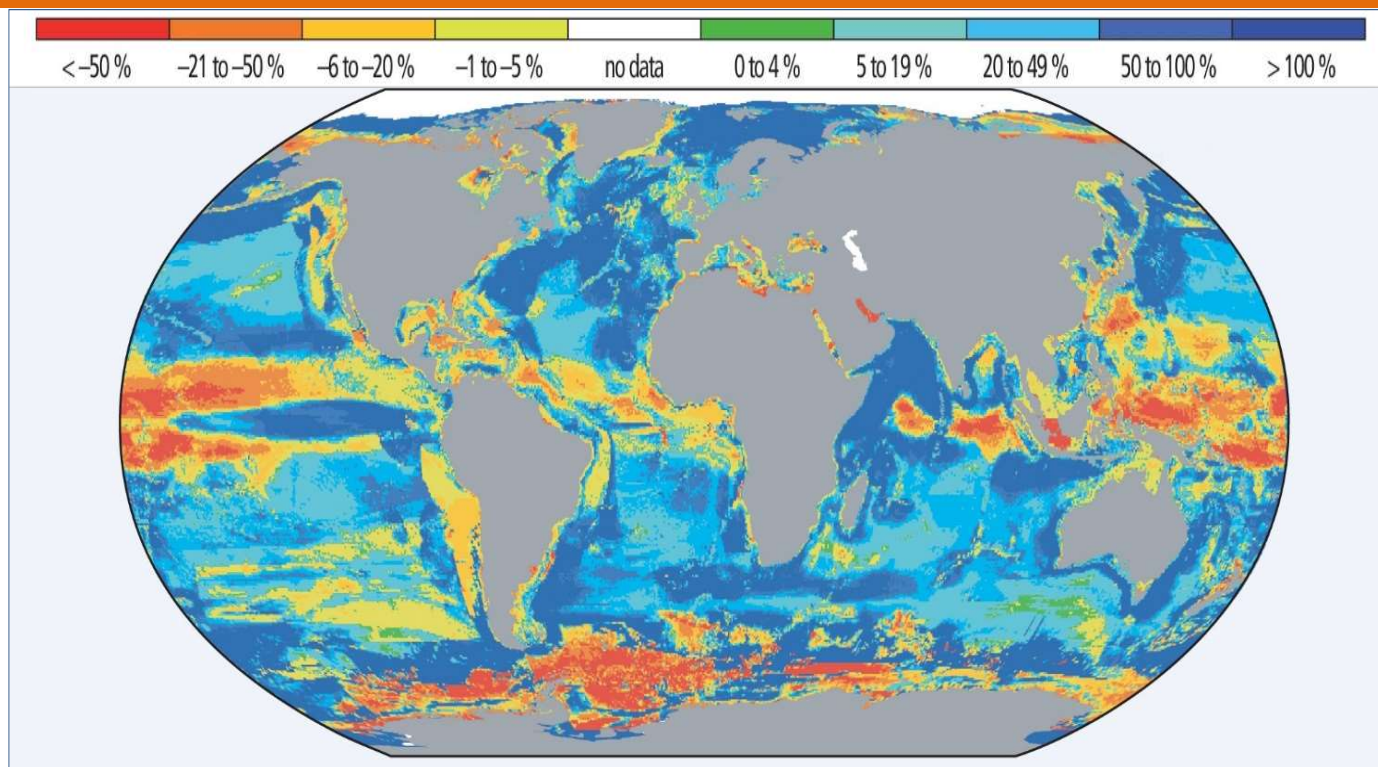 < –50 % –21 to –50 % –6 to –20 % –1 to –5 % no data 0 to 4 % 5 to 19 % 20 to 49 % 50 to 100 % > 100 %